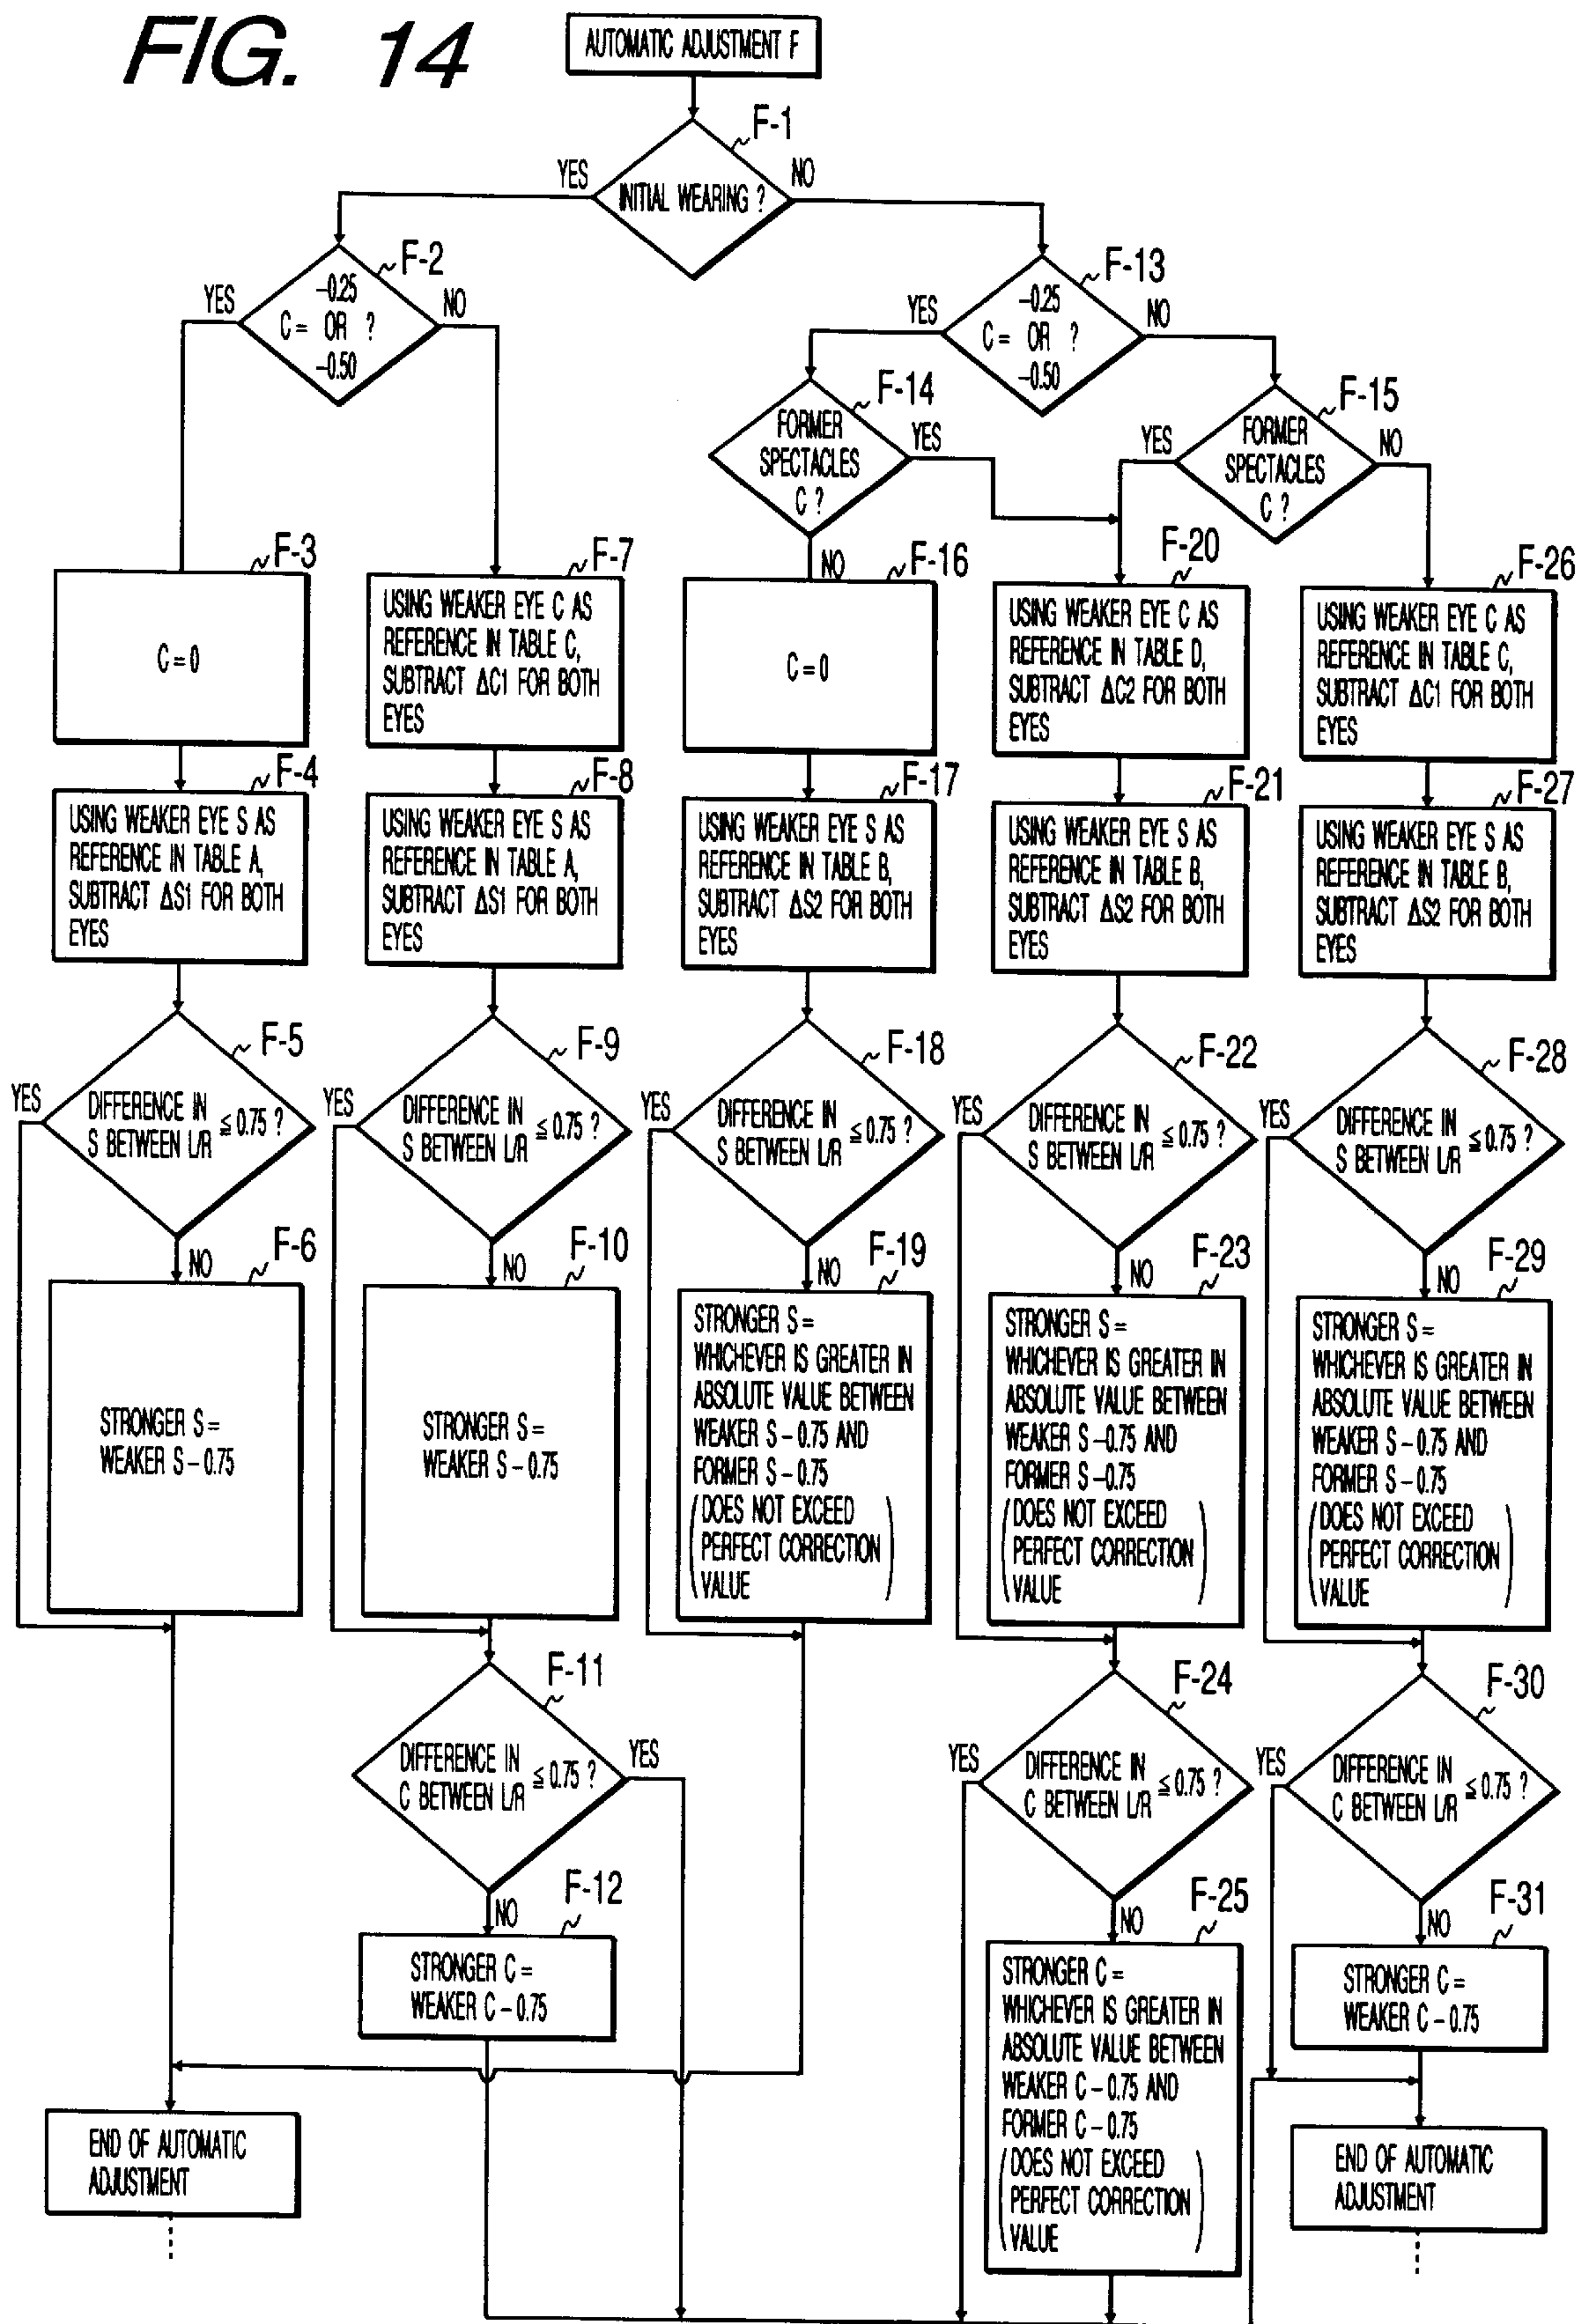 FIG. 14
AUTOMATIC ADJUSTMENT F
F-1
YES
INITIAL WEARING ?
NO
F-2
YES
-0.25
C = OR ?
-0.50
NO
F-13
YES
-0.25
C = OR ?
-0.50
NO
F-14
FORMER
SPECTACLES
C ?
YES
NO
F-15
YES
FORMER
SPECTACLES
C ?
NO
F-3
C = 0
F-7
USING WEAKER EYE C AS
REFERENCE IN TABLE C,
SUBTRACT ΔC1 FOR BOTH
EYES
F-16
C = 0
F-20
USING WEAKER EYE C AS
REFERENCE IN TABLE D,
SUBTRACT ΔC2 FOR BOTH
EYES
F-26
USING WEAKER EYE C AS
REFERENCE IN TABLE C,
SUBTRACT ΔC1 FOR BOTH
EYES
F-4
USING WEAKER EYE S AS
REFERENCE IN TABLE A,
SUBTRACT ΔS1 FOR BOTH
EYES
F-8
USING WEAKER EYE S AS
REFERENCE IN TABLE A,
SUBTRACT ΔS1 FOR BOTH
EYES
F-17
USING WEAKER EYE S AS
REFERENCE IN TABLE B,
SUBTRACT ΔS2 FOR BOTH
EYES
F-21
USING WEAKER EYE S AS
REFERENCE IN TABLE B,
SUBTRACT ΔS2 FOR BOTH
EYES
F-27
USING WEAKER EYE S AS
REFERENCE IN TABLE B,
SUBTRACT ΔS2 FOR BOTH
EYES
F-5
YES
DIFFERENCE IN
S BETWEEN L/R ≦ 0.75 ?
NO
F-9
YES
DIFFERENCE IN
S BETWEEN L/R ≦ 0.75 ?
NO
F-18
YES
DIFFERENCE IN
S BETWEEN L/R ≦ 0.75 ?
NO
F-22
YES
DIFFERENCE IN
S BETWEEN L/R ≦ 0.75 ?
NO
F-28
YES
DIFFERENCE IN
S BETWEEN L/R ≦ 0.75 ?
NO
F-6
STRONGER S =
WEAKER S - 0.75
F-10
STRONGER S =
WEAKER S - 0.75
F-19
STRONGER S =
WHICHEVER IS GREATER IN
ABSOLUTE VALUE BETWEEN
WEAKER S - 0.75 AND
FORMER S - 0.75
(DOES NOT EXCEED
PERFECT CORRECTION
VALUE)
F-23
STRONGER S =
WHICHEVER IS GREATER IN
ABSOLUTE VALUE BETWEEN
WEAKER S -0.75 AND
FORMER S -0.75
(DOES NOT EXCEED
PERFECT CORRECTION
VALUE)
F-29
STRONGER S =
WHICHEVER IS GREATER IN
ABSOLUTE VALUE BETWEEN
WEAKER S - 0.75 AND
FORMER S - 0.75
(DOES NOT EXCEED
PERFECT CORRECTION
VALUE)
F-11
DIFFERENCE IN
C BETWEEN L/R ≦ 0.75 ?
YES
NO
F-24
YES
DIFFERENCE IN
C BETWEEN L/R ≦ 0.75 ?
NO
F-30
YES
DIFFERENCE IN
C BETWEEN L/R ≦ 0.75 ?
NO
F-12
STRONGER C =
WEAKER C - 0.75
F-25
STRONGER C =
WHICHEVER IS GREATER IN
ABSOLUTE VALUE BETWEEN
WEAKER C - 0.75 AND
FORMER C - 0.75
(DOES NOT EXCEED
PERFECT CORRECTION
VALUE)
F-31
STRONGER C =
WEAKER C - 0.75
END OF AUTOMATIC
ADJUSTMENT
END OF AUTOMATIC
ADJUSTMENT